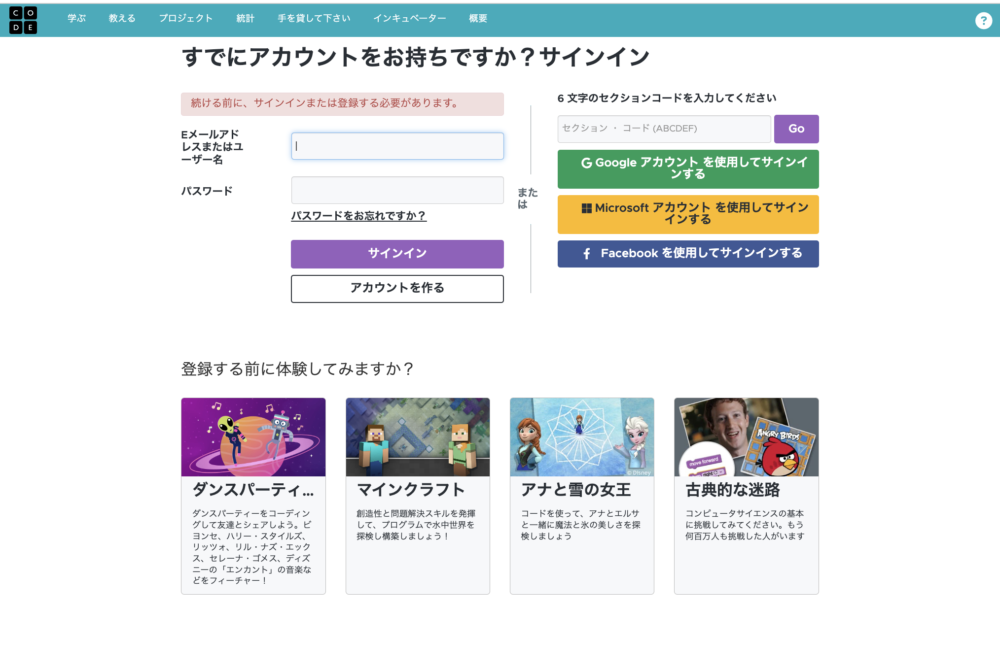 C O
D E
学ぶ 教える プロジェクト 統計 手を貸して下さい インキュベーター 概要 ?
すでにアカウントをお持ちですか？サインイン
続ける前に、サインインまたは登録する必要があります。
Eメールアド
レスまたはユ
ーザー名
パスワード
パスワードをお忘れですか？
サインイン
アカウントを作る
また
は
6 文字のセクションコードを入力してください
セクション ・ コード (ABCDEF) Go
G Google アカウント を使用してサインイ
ンする
Microsoft アカウント を使用してサイン
インする
f Facebook を使用してサインインする
登録する前に体験してみますか？
ダンスパーティ...
ダンスパーティーをコーディン
グして友達とシェアしよう。ビ
ヨンセ、ハリー・スタイルズ、
リッツォ、リル・ナズ・エック
ス、セレーナ・ゴメス、ディズ
ニーの「エンカント」の音楽な
どをフィーチャー！
マインクラフト
創造性と問題解決スキルを発揮
して、プログラムで水中世界を
探検し構築しましょう！
© Disney
アナと雪の女王
コードを使って、アナとエルサ
と一緒に魔法と氷の美しさを探
検しましょう
ANGRY BIRDS
move forward
right
古典的な迷路
コンピュータサイエンスの基本
に挑戦してみてください。もう
何百万人も挑戦した人がいます